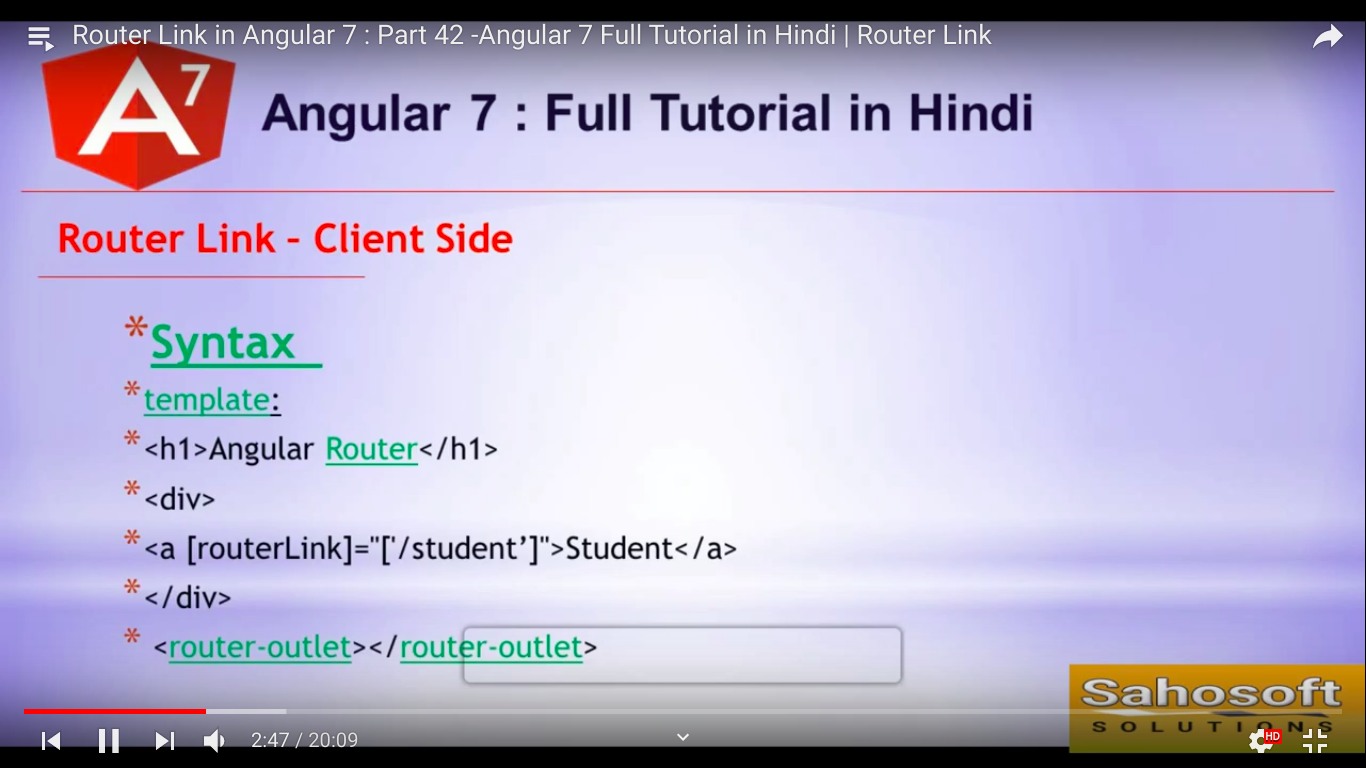 Router Link in Angular 7 : Part 42 -Angular 7 Full Tutorial in Hindi | Router Link
A7
Angular 7 : Full Tutorial in Hindi
Router Link – Client Side
*Syntax
*template:
*<h1>Angular Router</h1>
*<div>
*<a [routerLink]="['/student’]">Student</a>
*</div>
* <router-outlet></router-outlet>
Sahosoft
SOLUTIONS
2:47 / 20:09
HD